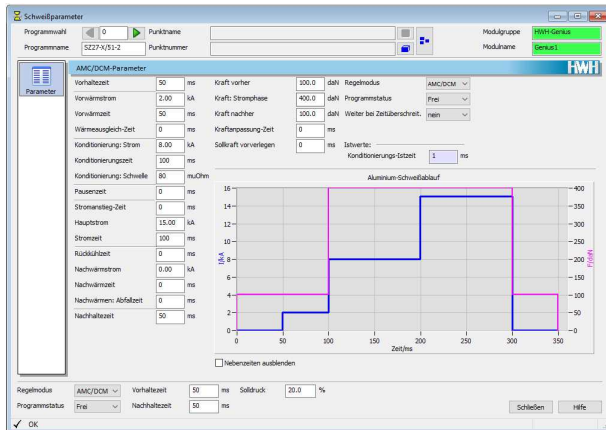 Schweißparameter
Programmwahl 0 Punktname Modulgruppe HWH-Genius
Programmname SZ27-X/51-2 Punktnummer Modulname Genius1
Parameter
AMC/DCM-Parameter HWH
Vorhaltezeit 50 ms Kraft vorher 100.0 daN Regelmodus AMC/DCM
Vorwärmstrom 2.00 kA Kraft: Stromphase 400.0 daN Programmstatus Frei
Vorwärmzeit 50 ms Kraft nachher 100.0 daN Weiter bei Zeitüberschreit. nein
Wärmeausgleich-Zeit 0 ms Kraftanpassung-Zeit 0 ms
Konditionierung: Strom 8.00 kA Sollkraft vorverlegen 0 ms Istwerte:
Konditionierungszeit 100 ms Konditionierungs-Istzeit 1 ms
Konditionierung: Schwelle 80 muOhm
Pausenzeit 0 ms
Stromanstieg-Zeit 0 ms
Hauptstrom 15.00 kA
Stromzeit 100 ms
Rückkühlzeit 0 ms
Nachwärmstrom 0.00 kA
Nachwärmzeit 0 ms
Nachwärmen: Abfallzeit 0 ms
Nachhaltezeit 50 ms
Aluminium-Schweißablauf
16 400
14 350
12 300
10 250
I/kA 8 200 F/daN
6 150
4 100
2 50
0 0
0 50 100 150 200 250 300 350
Zeit/ms
Nebenzeiten ausblenden
Regelmodus AMC/DCM Vorhaltezeit 50 ms Solldruck 20.0 %
Programmstatus Frei Nachhaltezeit 50 ms Schließen Hilfe
OK